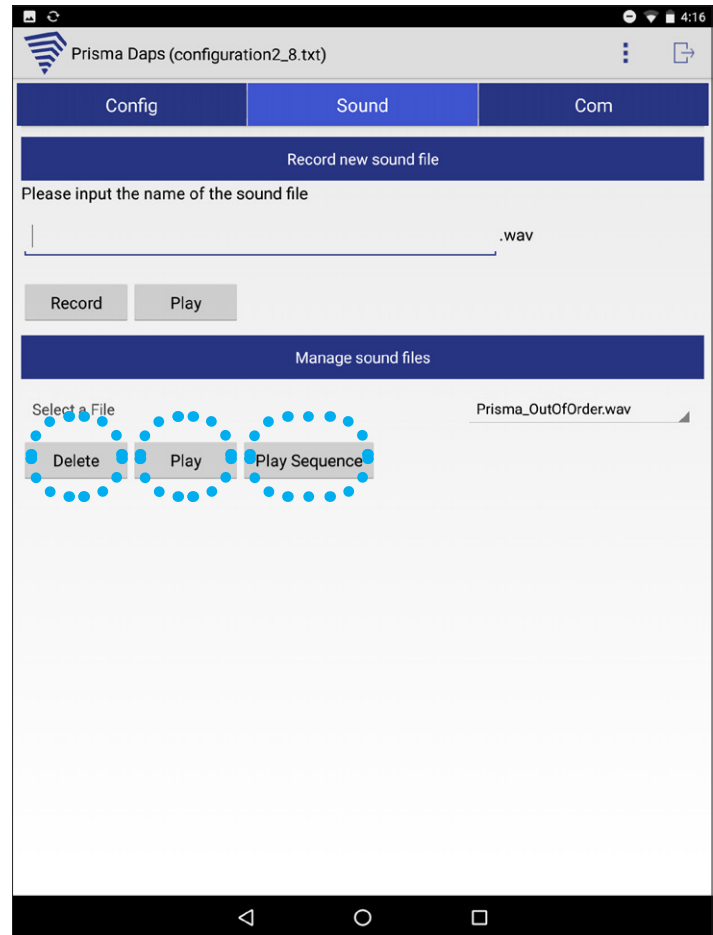 4:16
Prisma Daps (configuration2_8.txt)
Config Sound Com
Record new sound file
Please input the name of the sound file
.wav
Record Play
Manage sound files
Select a File Prisma_OutOfOrder.wav
Delete Play Play Sequence